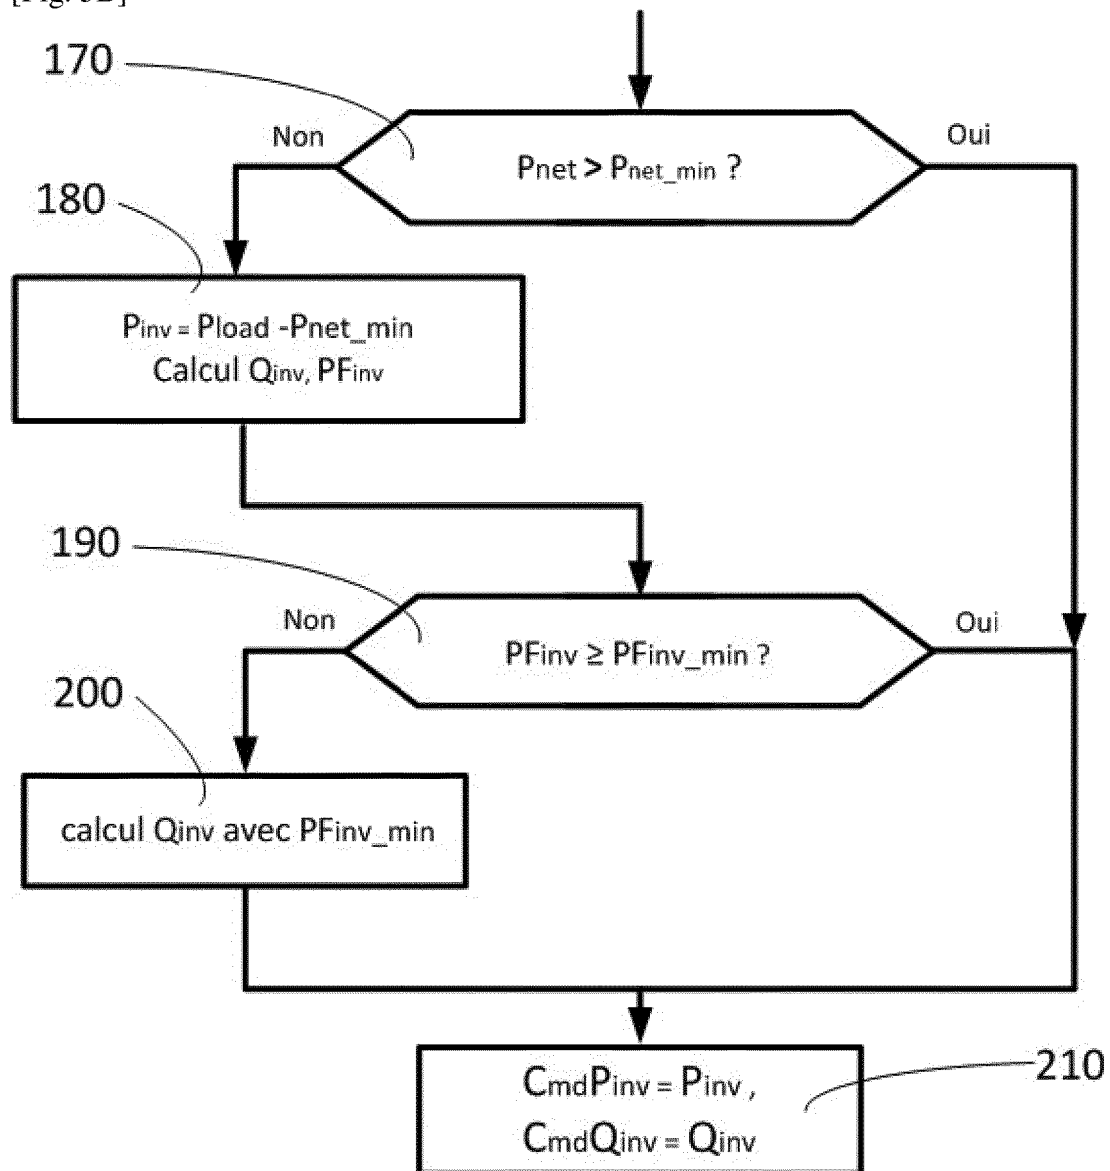 170
Non
Oui
Pnet > Pnet_min ?
180
Pinv = Pload -Pnet_min
Calcul Qinv, PFinv
190
Non
Oui
PFinv ≥ PFinv_min ?
200
calcul Qinv avec PFinv_min
210
CmdPinv = Pinv ,
CmdQinv = Qinv